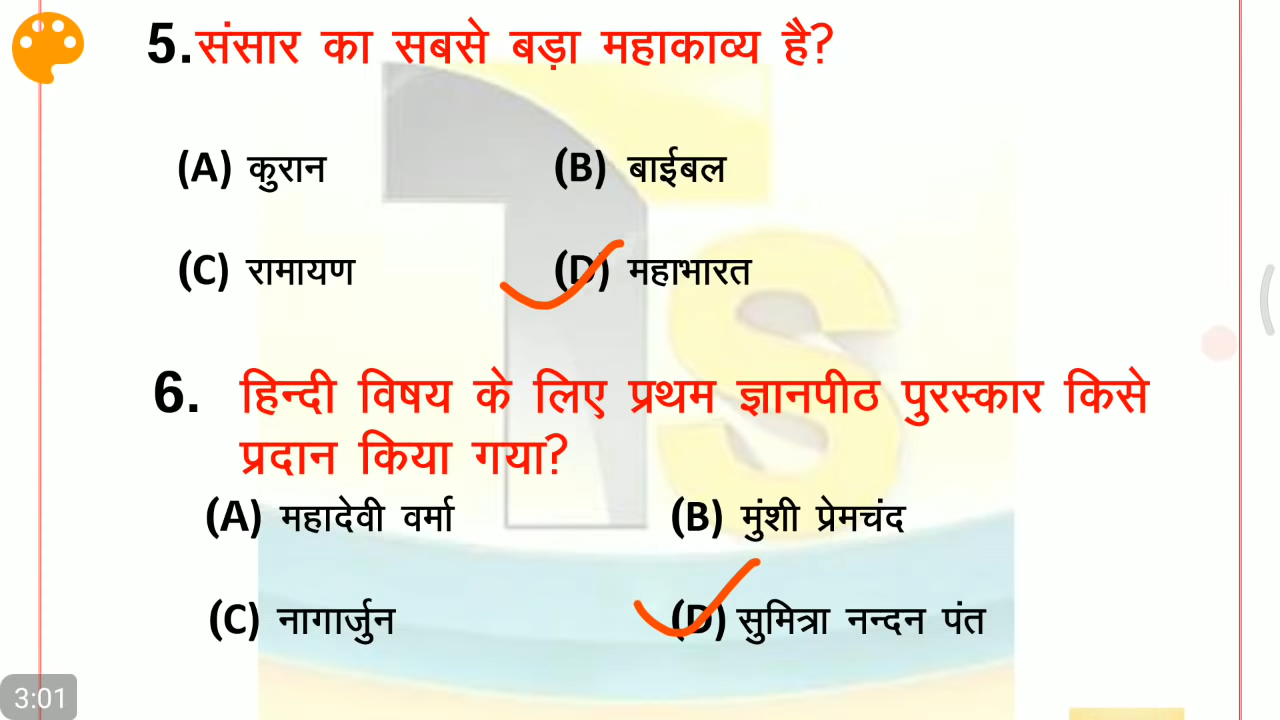 5. संसार का सबसे बड़ा महाकाव्य है?
(A) कुरान (B) बाईबल
(C) रामायण (D) महाभारत
6. हिन्दी विषय के लिए प्रथम ज्ञानपीठ पुरस्कार किसे
प्रदान किया गया?
(A) महादेवी वर्मा (B) मुंशी प्रेमचंद
(C) नागार्जुन (D) सुमित्रा नन्दन पंत
3:01